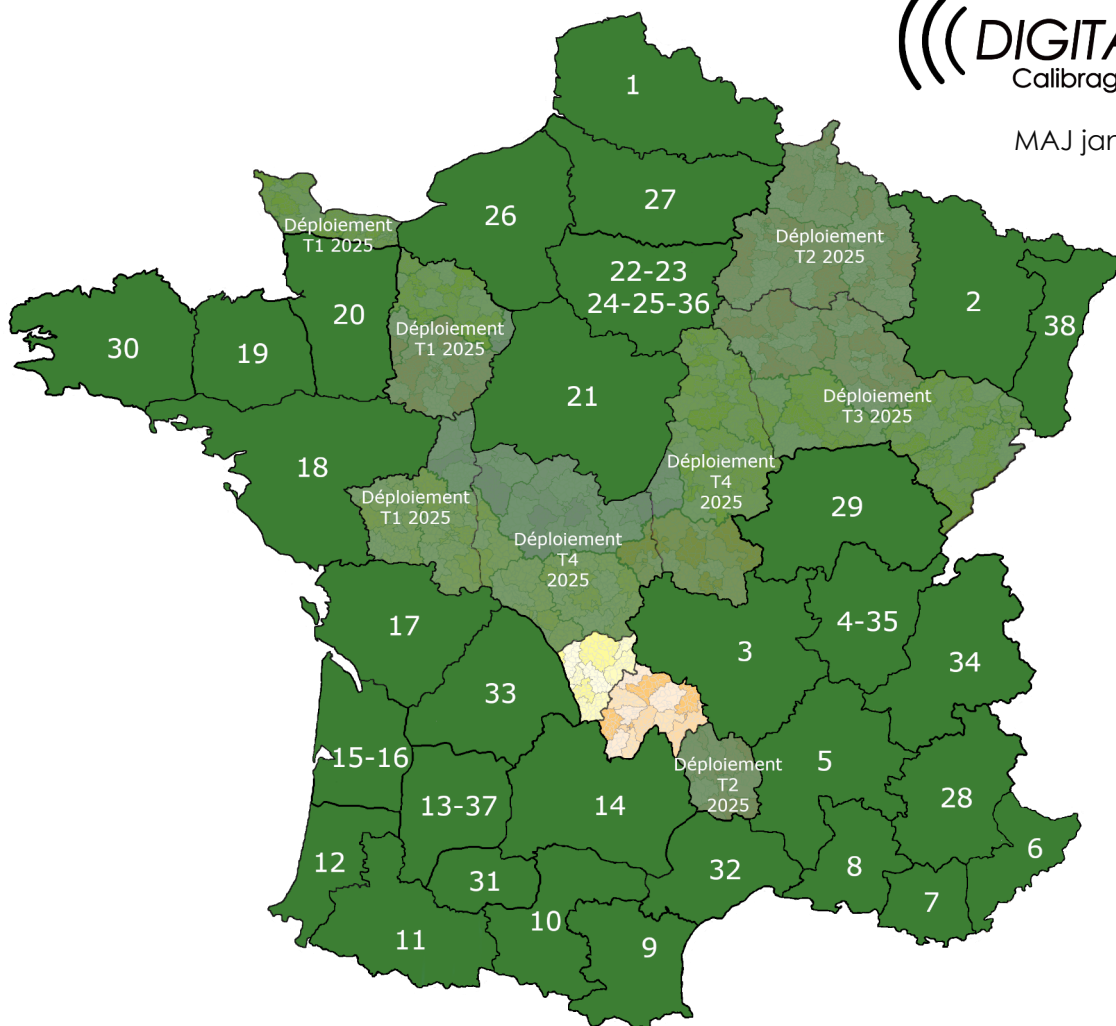 DIGITA
Calibrag
MAJ jan
1
27
26
Déploiement
T1 2025
Déploiement
T2 2025
22-23
24-25-36
2
38
20
Déploiement
T1 2025
30
19
21
Déploiement
T3 2025
18
Déploiement
T1 2025
Déploiement
T4
2025
29
Déploiement
T4
2025
17
4-35
3
34
33
15-16
5
Déploiement
T2
2025
13-37
14
28
12
31
32
8
6
7
10
11
9